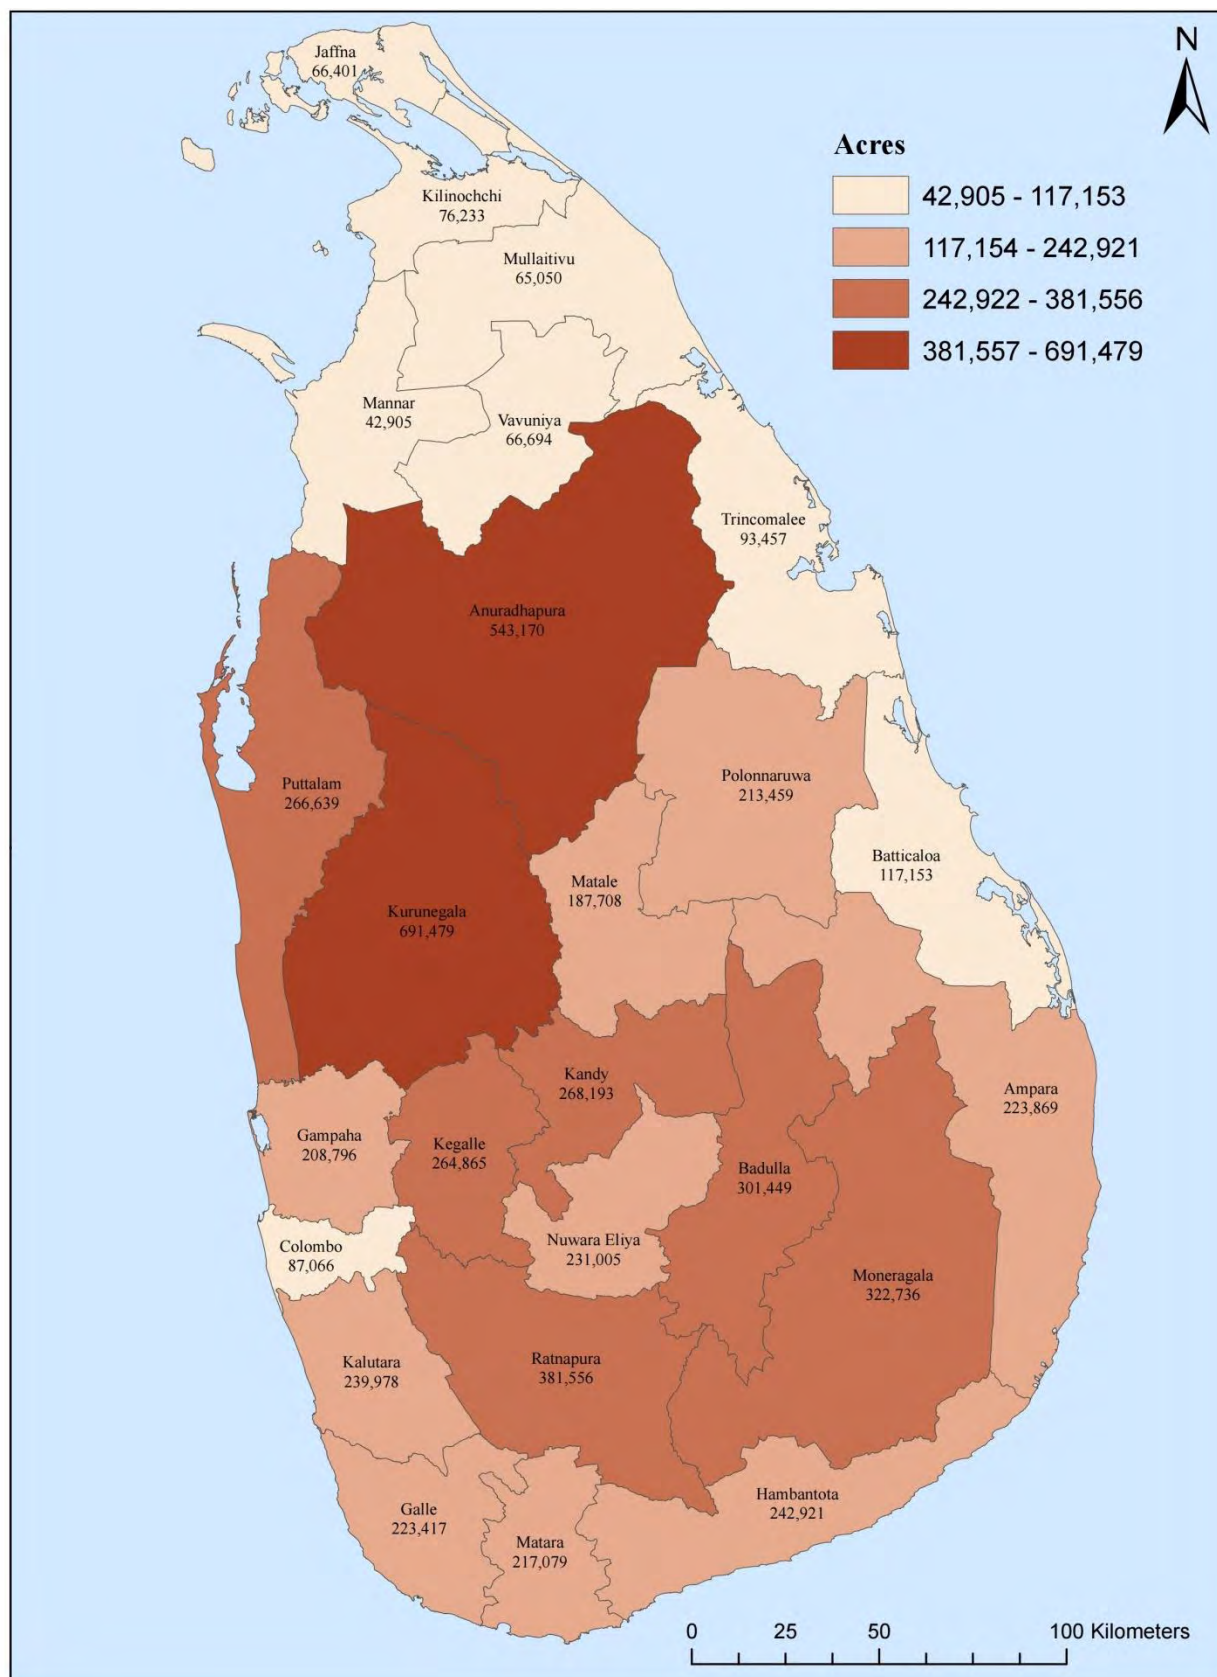 Jaffna
66,401
N
Acres
42,905 - 117,153
117,154 - 242,921
242,922 - 381,556
381,557 - 691,479
Kilinochchi
76,233
Mullaitivu
65,050
Mannar
42,905
Vavuniya
66,694
Trincomalee
93,457
Anuradhapura
543,170
Puttalam
266,639
Polonnaruwa
213,459
Batticaloa
117,153
Matale
187,708
Kurunegala
691,479
Kandy
268,193
Ampara
223,869
Gampaha
208,796
Kegalle
264,865
Badulla
301,449
Nuwara Eliya
231,005
Colombo
87,066
Moneragala
322,736
Kalutara
239,978
Ratnapura
381,556
Hambantota
242,921
Galle
223,417
Matara
217,079
0 25 50 100 Kilometers